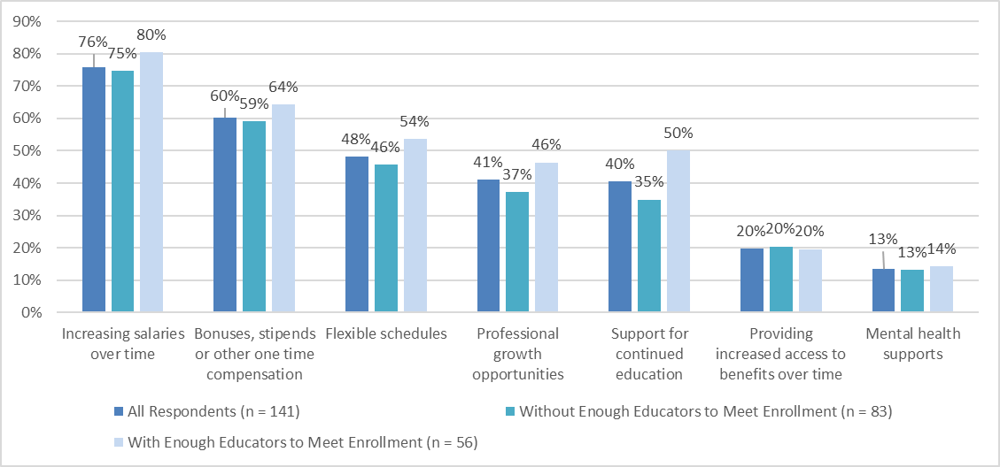 90%
80%
70%
60%
50%
40%
30%
20%
10%
0%
76%
75%
80%
60%
59%
64%
48%
46%
54%
41%
37%
46%
40%
35%
50%
20%
20%
20%
13%
13%
14%
Increasing salaries
over time
Bonuses, stipends
or other one time
compensation
Flexible schedules
Professional
growth
opportunities
Support for
continued
education
Providing
increased access to
benefits over time
Mental health
supports
All Respondents (n = 141)
Without Enough Educators to Meet Enrollment (n = 83)
With Enough Educators to Meet Enrollment (n = 56)